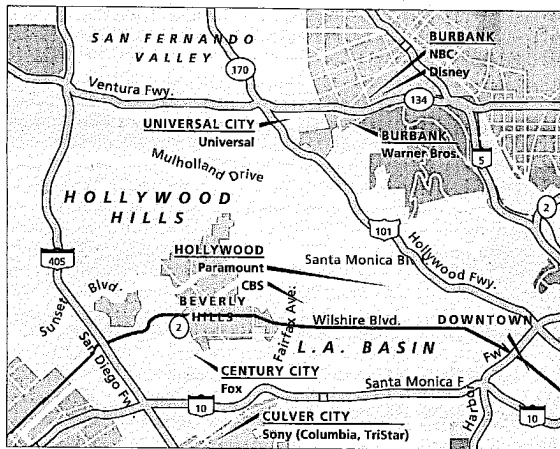 SAN FERNANDO
VALLEY
BURBANK
NBC
Disney
170
Ventura Fwy.
134
UNIVERSAL CITY
Universal
BURBANK
Warner Bros.
5
Mulholland Drive
2
HOLLYWOOD
HILLS
101
Hollywood Fwy.
405
HOLLYWOOD
Paramount
Santa Monica Bl
CBS
Sunset
Blvd.
BEVERLY
HILLS
2
Fairfax Ave.
Wilshire Blvd.
DOWNTOWN
San Diego Fw
L.A. BASIN
Fwy
CENTURY CITY
Fox
Santa Monica F
Harbo
10
10
CULVER CITY
Sony (Columbia, TriStar)